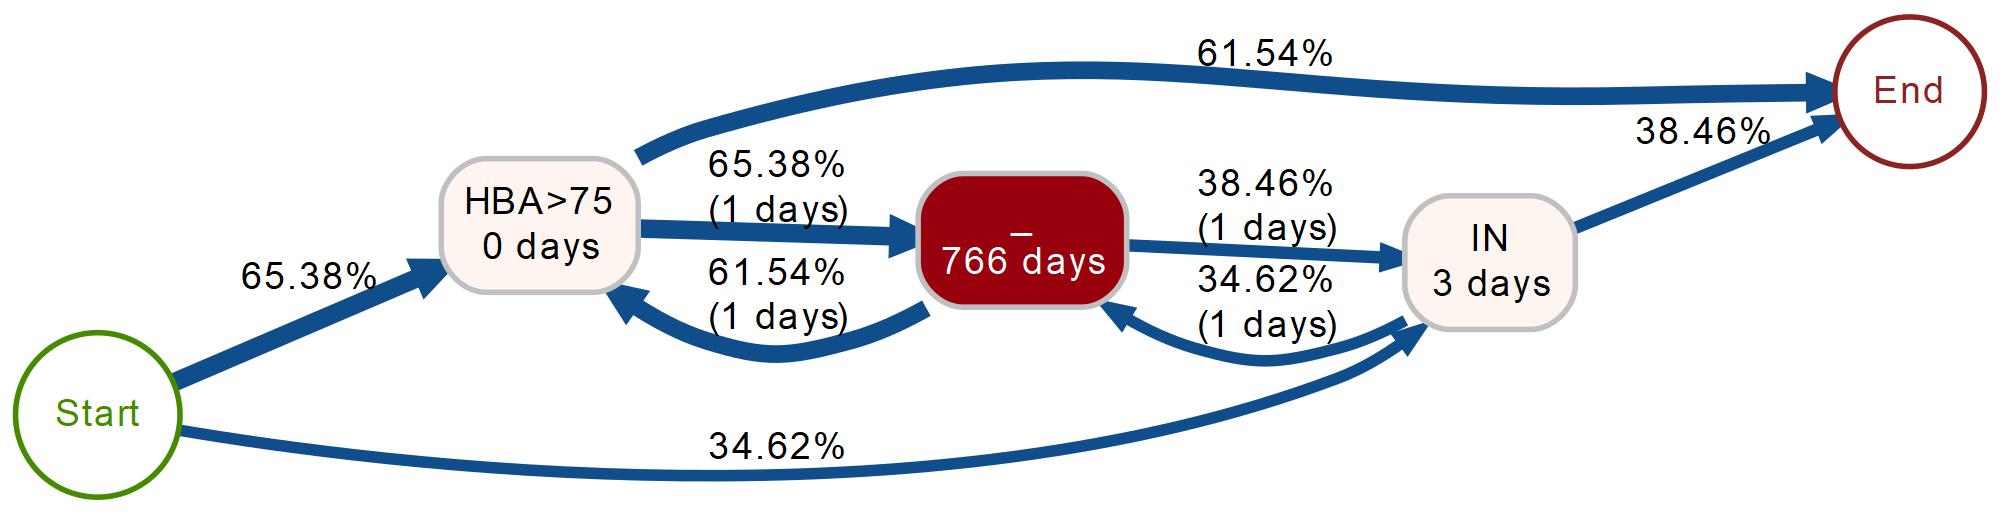 61.54%
End
38.46%
65.38%
(1 days)
38.46%
(1 days)
HBA>75
0 days
_
766 days
IN
3 days
65.38%
61.54%
(1 days)
34.62%
(1 days)
Start
34.62%